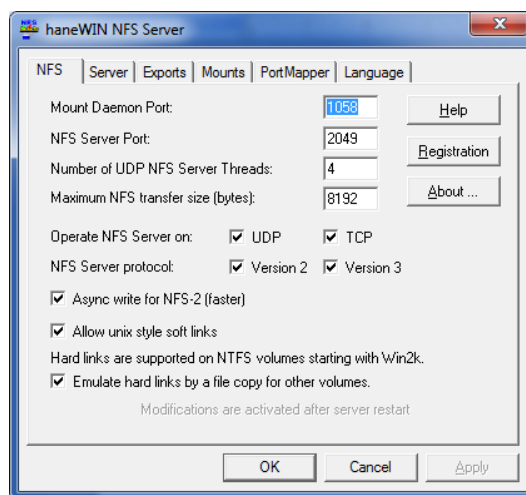 haneWIN NFS Server
NFS Server Exports Mounts PortMapper Language
Mount Daemon Port: 1058 Help
NFS Server Port: 2049
Registration
Number of UDP NFS Server Threads: 4
Maximum NFS transfer size (bytes): 8192 About ...
Operate NFS Server on: UDP TCP
NFS Server protocol: Version 2 Version 3
Async write for NFS-2 (faster)
Allow unix style soft links
Hard links are supported on NTFS volumes starting with Win2k.
Emulate hard links by a file copy for other volumes.
Modifications are activated after server restart
OK Cancel Apply